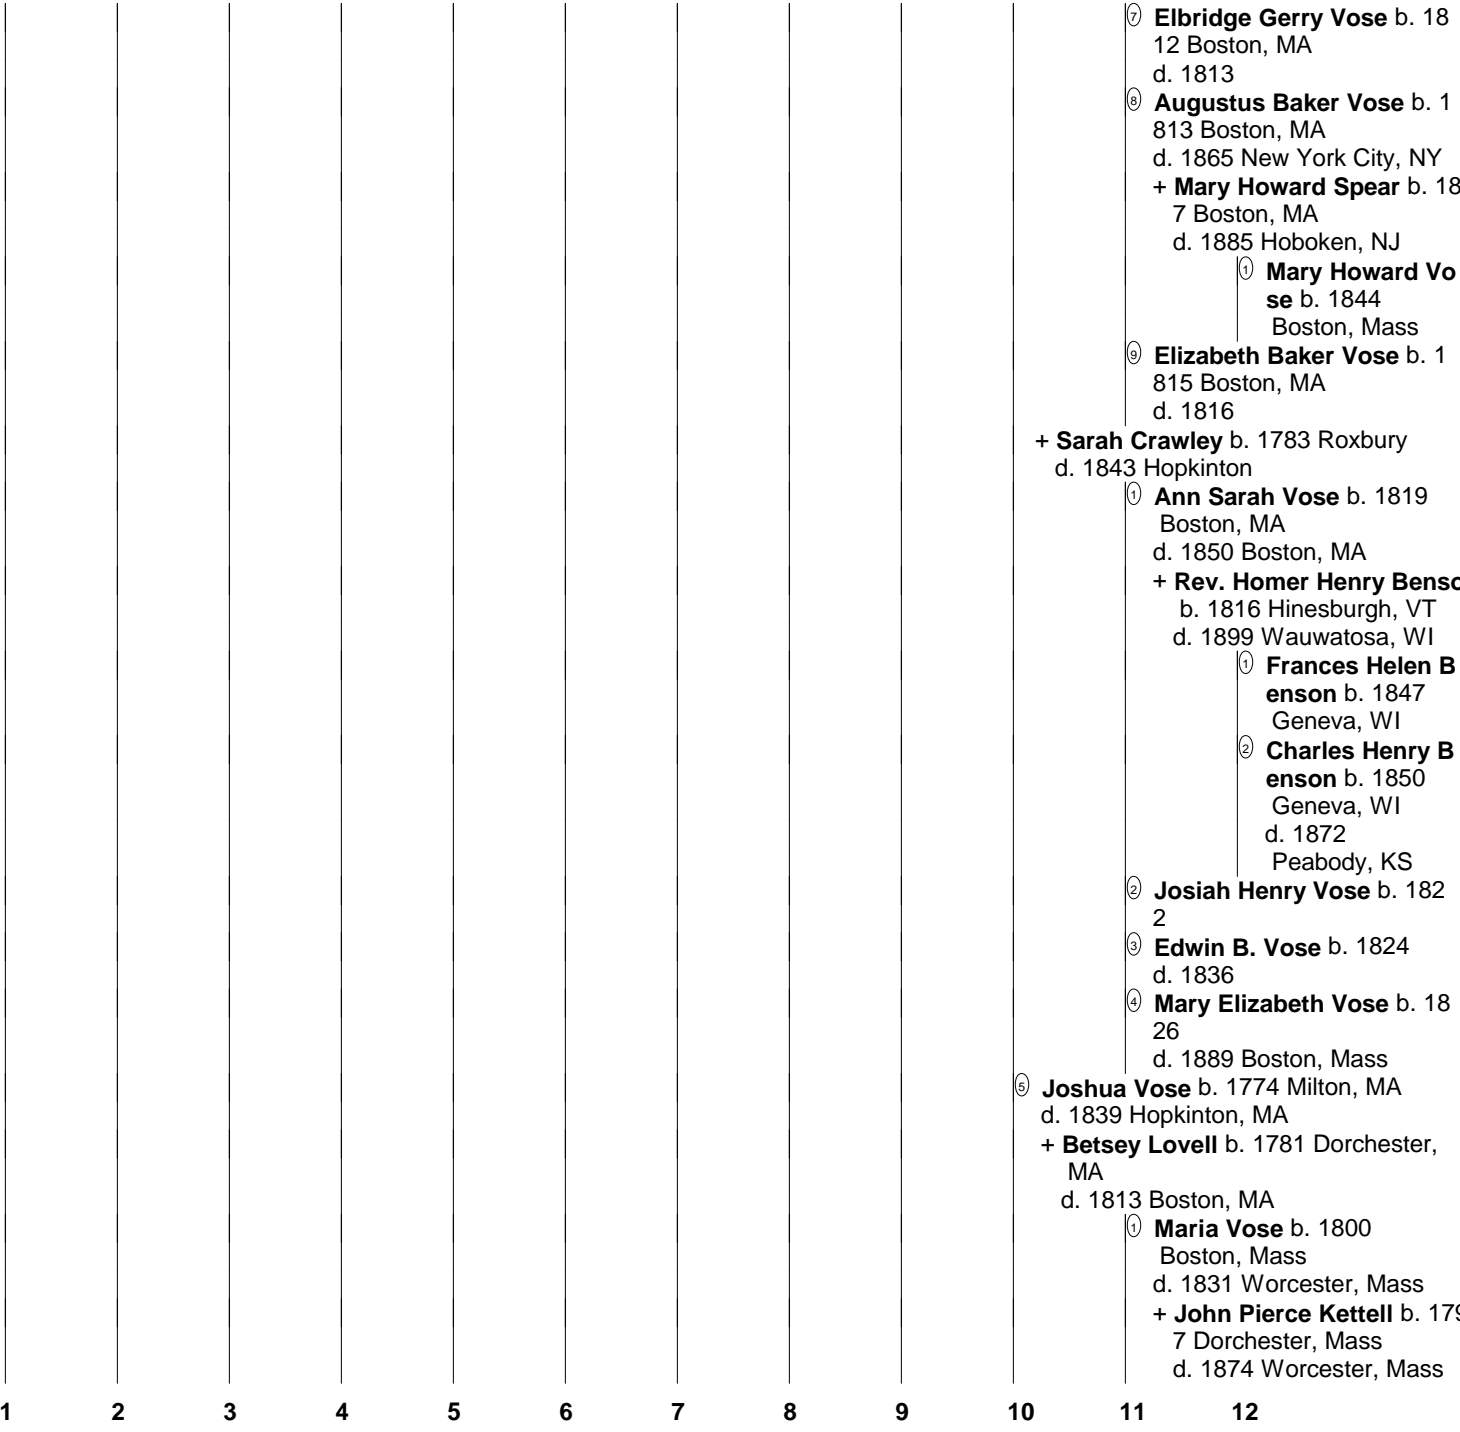 7 Elbridge Gerry Vose b. 18
12 Boston, MA
d. 1813
8 Augustus Baker Vose b. 1
813 Boston, MA
d. 1865 New York City, NY
+ Mary Howard Spear b. 18
7 Boston, MA
d. 1885 Hoboken, NJ
1 Mary Howard Vo
se b. 1844
Boston, Mass
9 Elizabeth Baker Vose b. 1
815 Boston, MA
d. 1816
+ Sarah Crawley b. 1783 Roxbury
d. 1843 Hopkinton
1 Ann Sarah Vose b. 1819
Boston, MA
d. 1850 Boston, MA
+ Rev. Homer Henry Benso
b. 1816 Hinesburgh, VT
d. 1899 Wauwatosa, WI
1 Frances Helen B
enson b. 1847
Geneva, WI
2 Charles Henry B
enson b. 1850
Geneva, WI
d. 1872
Peabody, KS
2 Josiah Henry Vose b. 182
2
3 Edwin B. Vose b. 1824
d. 1836
4 Mary Elizabeth Vose b. 18
26
d. 1889 Boston, Mass
5 Joshua Vose b. 1774 Milton, MA
d. 1839 Hopkinton, MA
+ Betsey Lovell b. 1781 Dorchester,
MA
d. 1813 Boston, MA
1 Maria Vose b. 1800
Boston, Mass
d. 1831 Worcester, Mass
+ John Pierce Kettell b. 179
7 Dorchester, Mass
d. 1874 Worcester, Mass
1 2 3 4 5 6 7 8 9 10 11 12